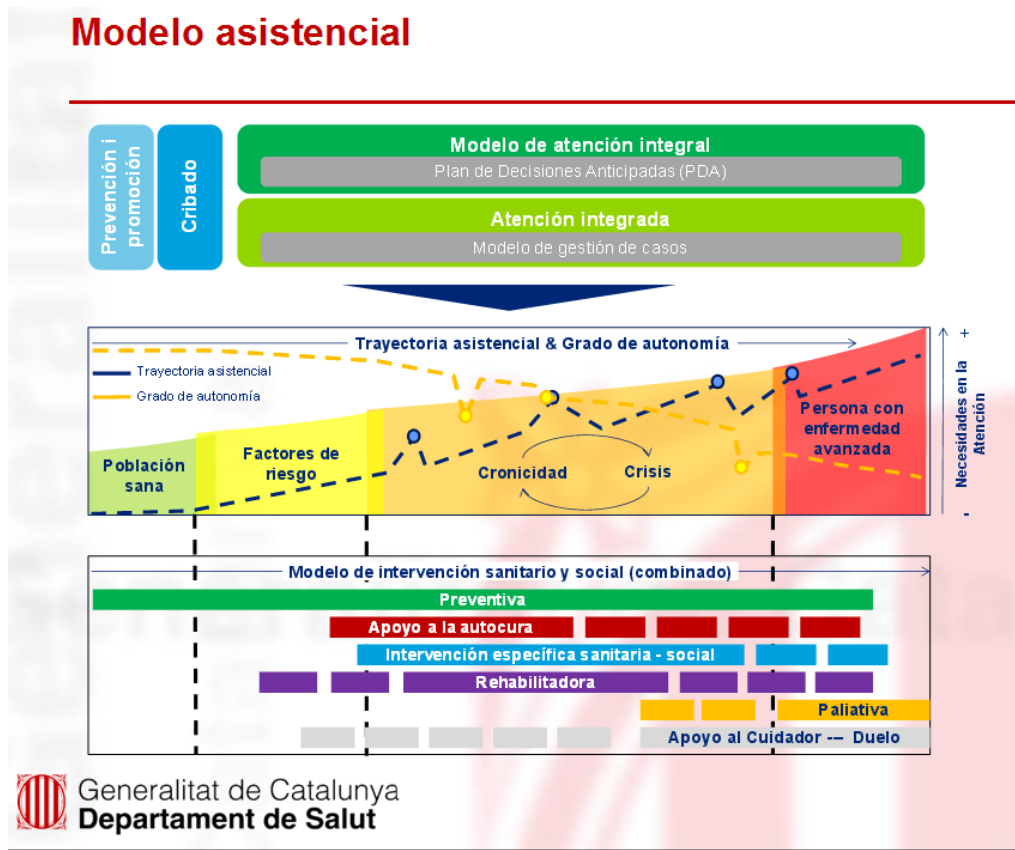 Modelo asistencial
Prevención i
promoción
Cribado
Modelo de atención integral
Plan de Decisiones Anticipadas (PDA)
Atención integrada
Modelo de gestión de casos
Trayectoria asistencial & Grado de autonomía
Trayectoria asistencial
Grado de autonomía
Población
sana
Factores de
riesgo
Cronicidad
Crisis
Persona con
enfermedad
avanzada
+
Necesidades en la
Atención
-
Modelo de intervención sanitario y social (combinado)
Preventiva
Apoyo a la autocura
Intervención específica sanitaria - social
Rehabilitadora
Paliativa
Apoyo al Cuidador --- Duelo
Generalitat de Catalunya
Departament de Salut